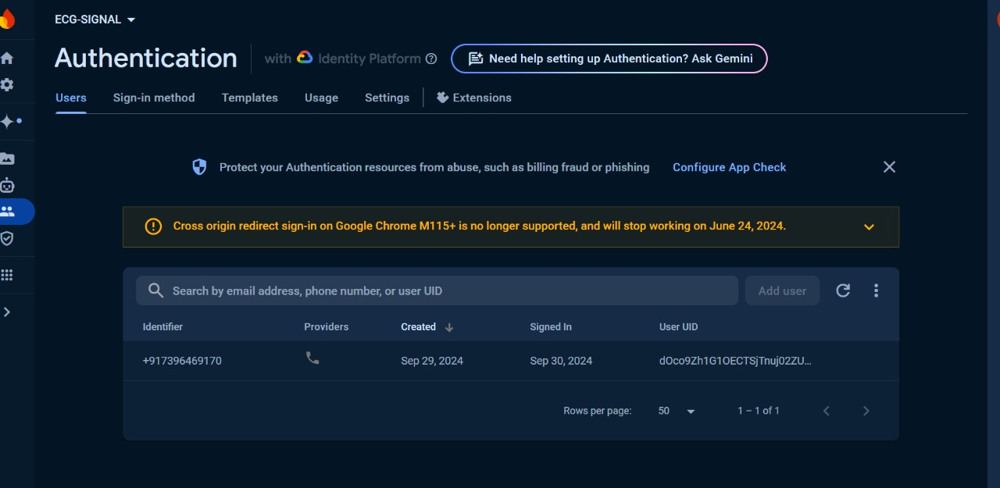 ECG-SIGNAL
Authentication with Identity Platform Need help setting up Authentication? Ask Gemini
Users Sign-in method Templates Usage Settings Extensions
Protect your Authentication resources from abuse, such as billing fraud or phishing Configure App Check
Cross origin redirect sign-in on Google Chrome M115+ is no longer supported, and will stop working on June 24, 2024.
Search by email address, phone number, or user UID Add user
Identifier Providers Created Signed In User UID
+917396469170 Sep 29, 2024 Sep 30, 2024 dOco9Zh1G1OECTSjTnuj02ZU...
Rows per page: 50 1 – 1 of 1